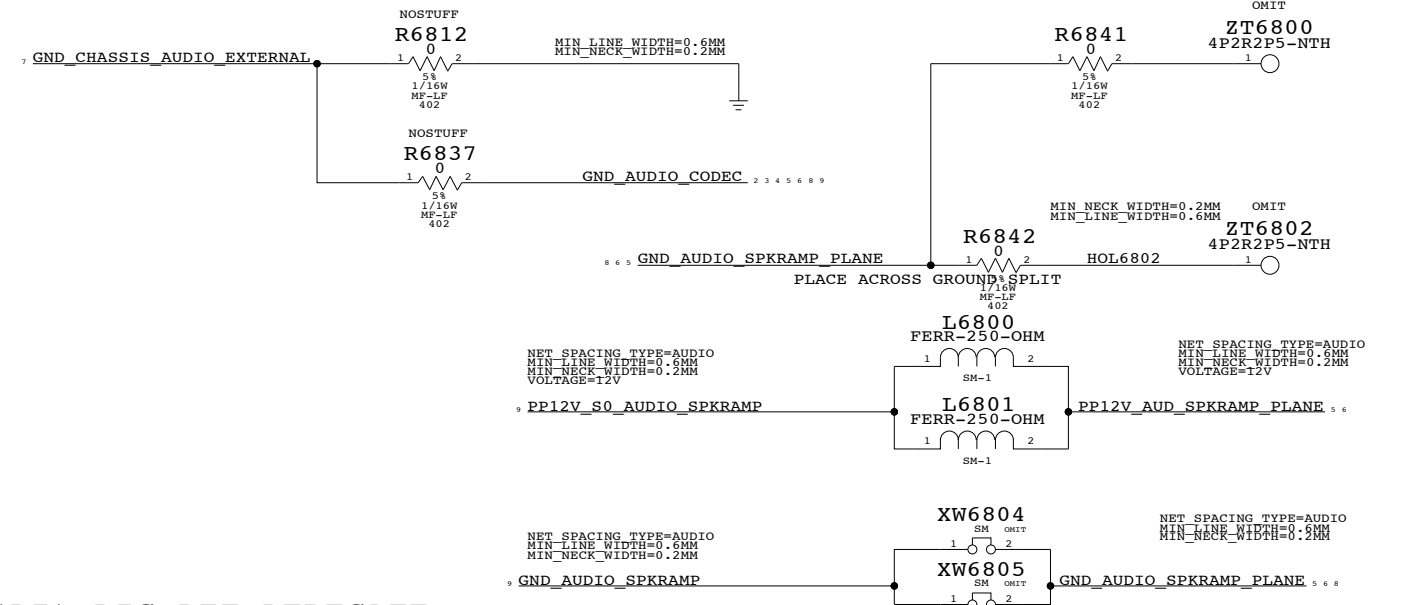 NOSTUFF
R6812
0
1 2
5%
1/16W
MF-LF
402
MIN_LINE_WIDTH=0.6MM
MIN_NECK_WIDTH=0.2MM
7 GND_CHASSIS_AUDIO_EXTERNAL
R6841
0
1 2
5%
1/16W
MF-LF
402
OMIT
ZT6800
4P2R2P5-NTH
1
NOSTUFF
R6837
0
1 2
5%
1/16W
MF-LF
402
GND_AUDIO_CODEC 2 3 4 5 6 8 9
MIN_NECK_WIDTH=0.2MM
MIN_LINE_WIDTH=0.6MM
OMIT
ZT6802
4P2R2P5-NTH
1
R6842
0
1 2
5%
1/16W
MF-LF
402
8 6 5 GND_AUDIO_SPKRAMP_PLANE
HOL6802
PLACE ACROSS GROUND SPLIT
L6800
FERR-250-OHM
1 2
SM-1
NET_SPACING_TYPE=AUDIO
MIN_LINE_WIDTH=0.6MM
MIN_NECK_WIDTH=0.2MM
VOLTAGE=12V
NET_SPACING_TYPE=AUDIO
MIN_LINE_WIDTH=0.6MM
MIN_NECK_WIDTH=0.2MM
VOLTAGE=12V
9 PP12V_S0_AUDIO_SPKRAMP
L6801
FERR-250-OHM
1 2
SM-1
PP12V_AUD_SPKRAMP_PLANE 5 6
XW6804
SM OMIT
1 2
NET_SPACING_TYPE=AUDIO
MIN_LINE_WIDTH=0.6MM
MIN_NECK_WIDTH=0.2MM
NET_SPACING_TYPE=AUDIO
MIN_LINE_WIDTH=0.6MM
MIN_NECK_WIDTH=0.2MM
9 GND_AUDIO_SPKRAMP
XW6805
SM OMIT
1 2
GND_AUDIO_SPKRAMP_PLANE 5 6 8